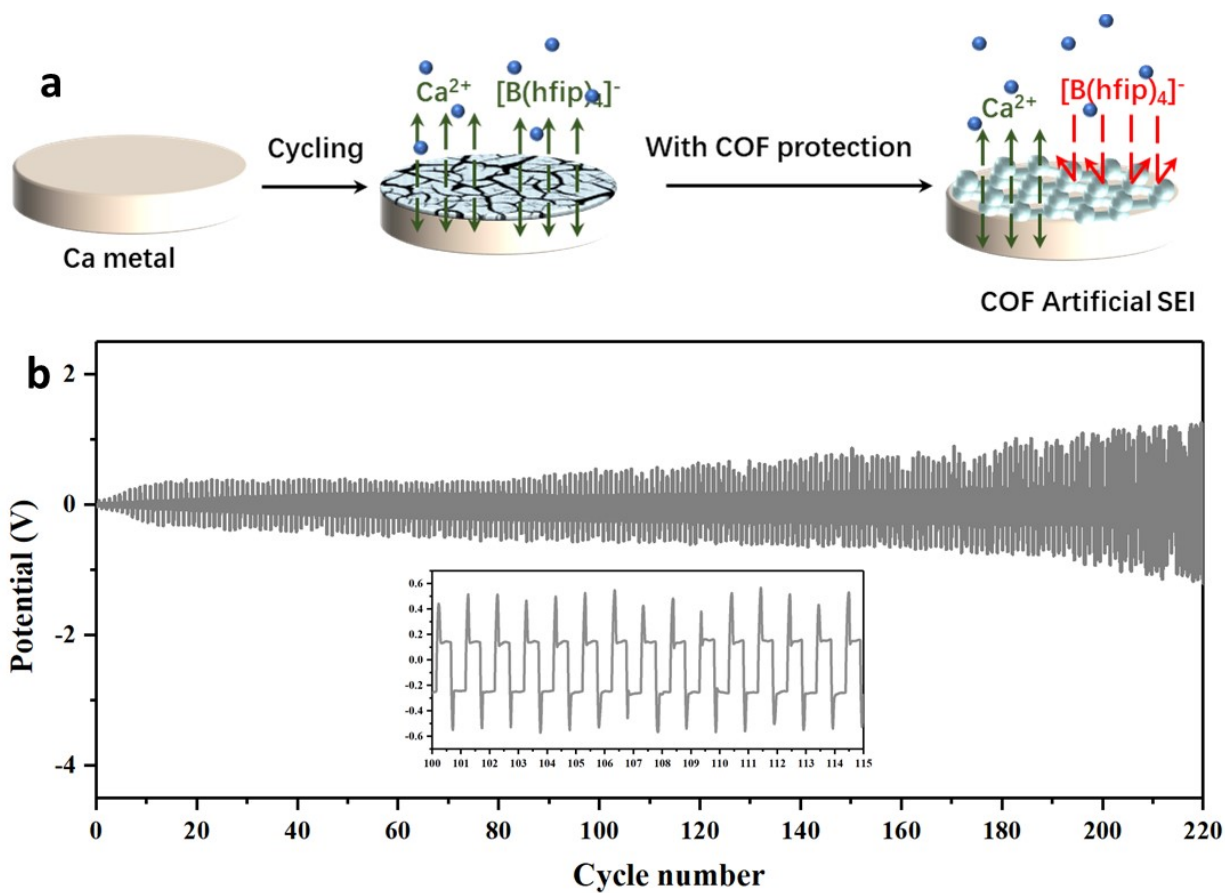 a
Ca²⁺ [B(hfip)₄]⁻
Ca²⁺ [B(hfip)₄]⁻
Cycling
With COF protection
Ca metal
COF Artificial SEI
b
Potential (V)
2
0
-2
-4
0.6
0.4
0.2
0.0
-0.2
-0.4
-0.6
100 101 102 103 104 105 106 107 108 109 110 111 112 113 114 115
0 20 40 60 80 100 120 140 160 180 200 220
Cycle number